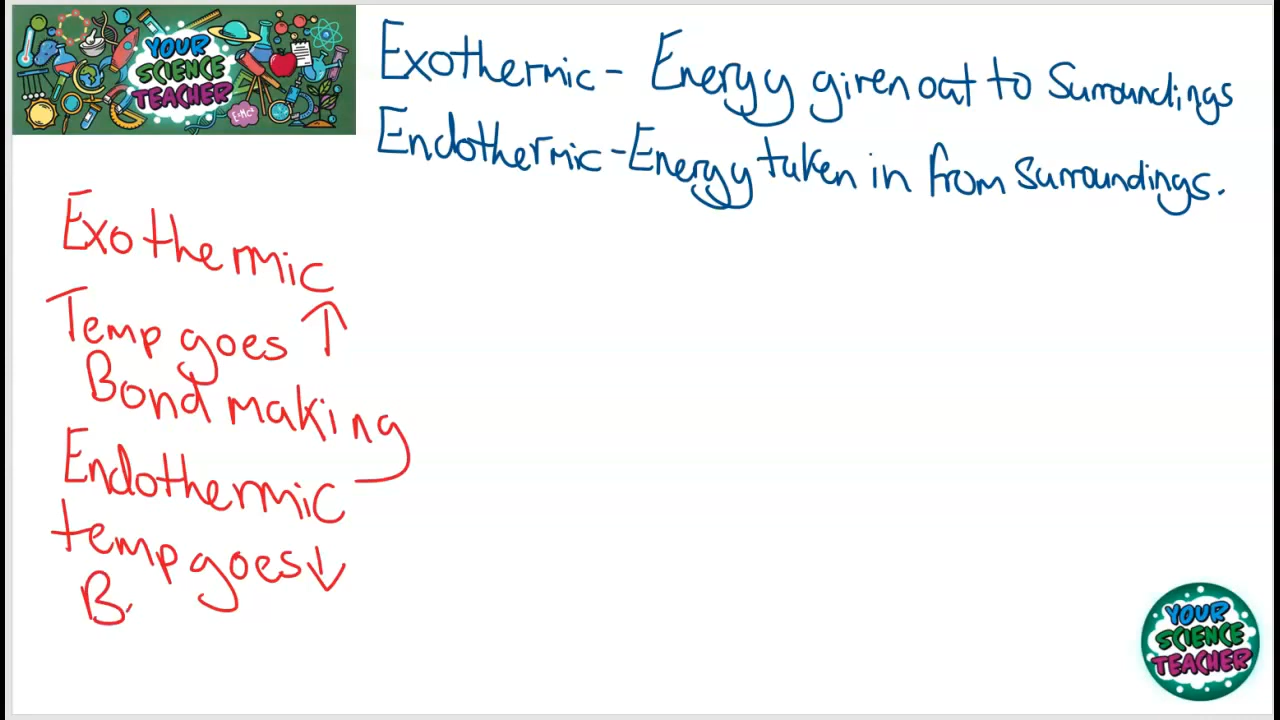 YOUR
SCIENCE
TEACHER
E=MC²
Exothermic - Energy given out to Surroundings
Endothermic - Energy taken in from Surroundings.
Exothermic
Temp goes ↑
Bond making
Endothermic
temp goes ↓
B
YOUR
SCIENCE
TEACHER